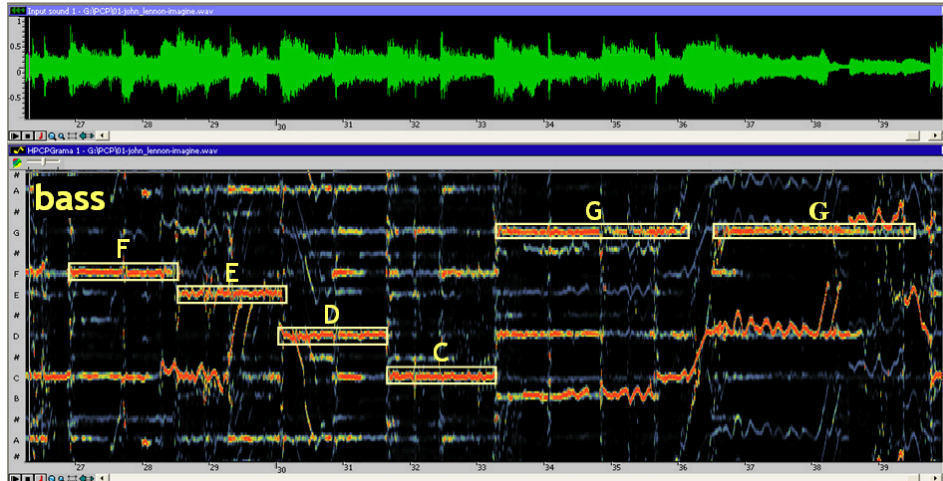 Input sound 1 - G:\PCP\01-john_lennon-imagine.wav
1
0.5
0
-0.5
27 28 29 30 31 32 33 34 35 36 37 38 39
HPCPGrama 1 - G:\PCP\01-john_lennon-imagine.wav
#
A
bass
#
G
G
G
#
F
F
E
E
#
D
D
#
C
C
B
#
A
#
27 28 29 30 31 32 33 34 35 36 37 38 39